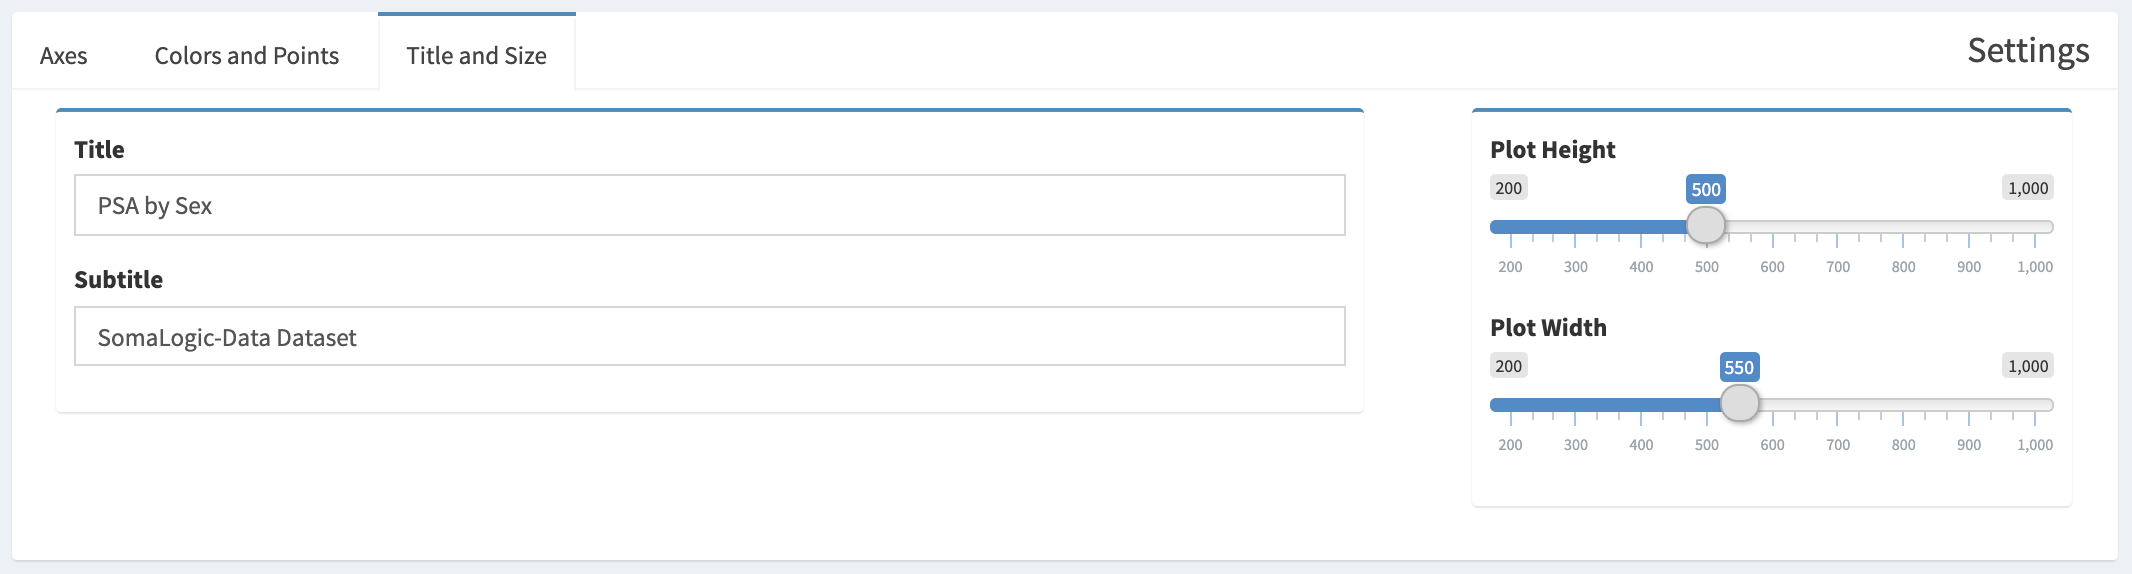 Axes Colors and Points Title and Size Settings
Title
PSA by Sex
Subtitle
SomaLogic-Data Dataset
Plot Height
200 500 1,000
200 300 400 500 600 700 800 900 1,000
Plot Width
200 550 1,000
200 300 400 500 600 700 800 900 1,000